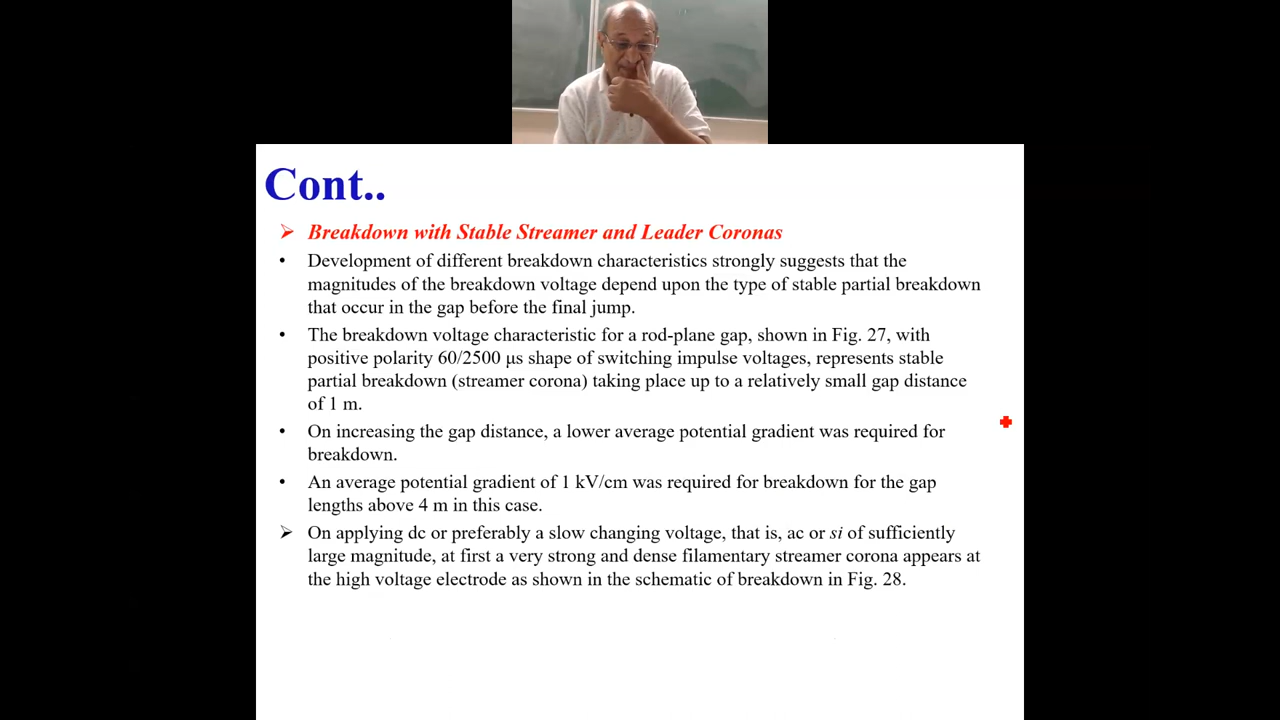 Cont..
➢ Breakdown with Stable Streamer and Leader Coronas
• Development of different breakdown characteristics strongly suggests that the
magnitudes of the breakdown voltage depend upon the type of stable partial breakdown
that occur in the gap before the final jump.
• The breakdown voltage characteristic for a rod-plane gap, shown in Fig. 27, with
positive polarity 60/2500 μs shape of switching impulse voltages, represents stable
partial breakdown (streamer corona) taking place up to a relatively small gap distance
of 1 m.
• On increasing the gap distance, a lower average potential gradient was required for
breakdown.
• An average potential gradient of 1 kV/cm was required for breakdown for the gap
lengths above 4 m in this case.
➢ On applying dc or preferably a slow changing voltage, that is, ac or si of sufficiently
large magnitude, at first a very strong and dense filamentary streamer corona appears at
the high voltage electrode as shown in the schematic of breakdown in Fig. 28.